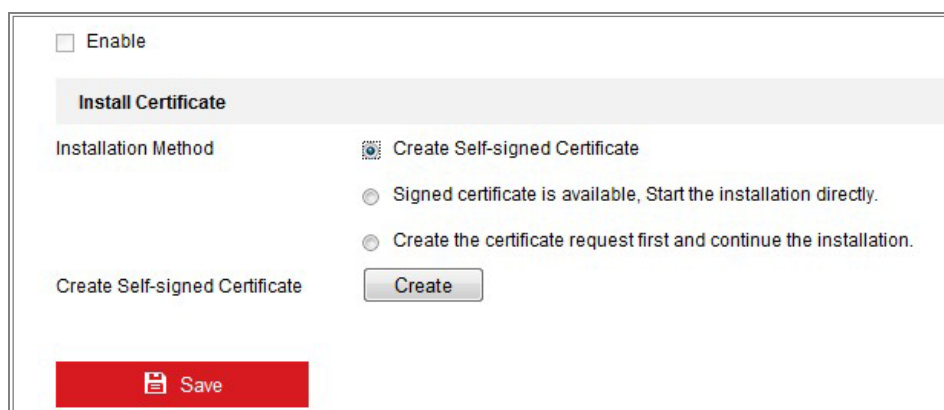 Enable
Install Certificate
Installation Method
Create Self-signed Certificate
Signed certificate is available, Start the installation directly.
Create the certificate request first and continue the installation.
Create Self-signed Certificate
Create
Save